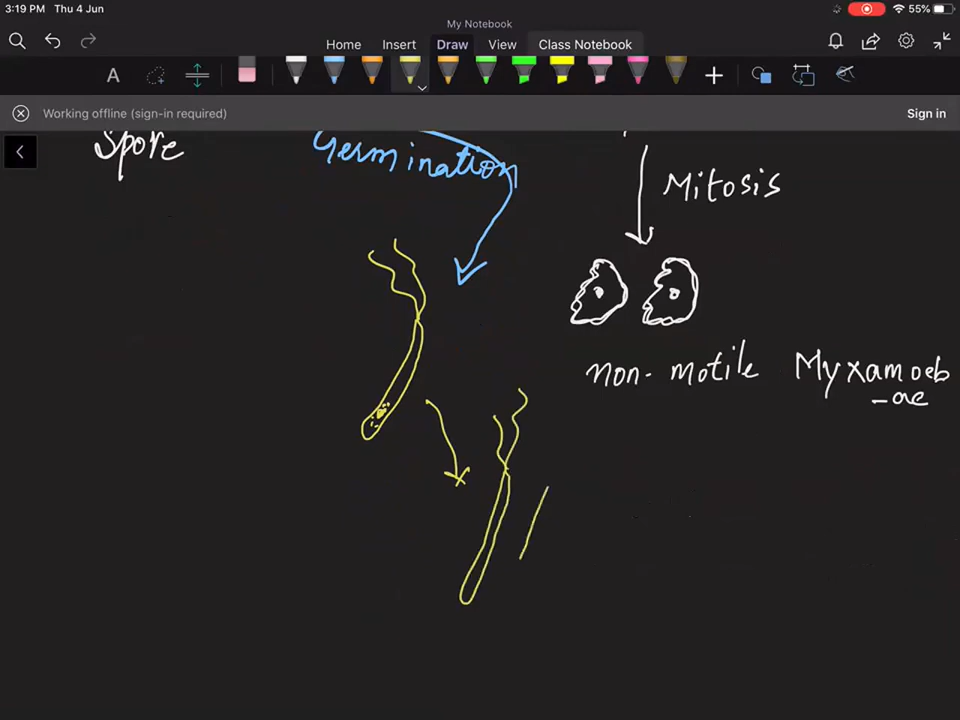 3:19 PM Thu 4 Jun
55%
My Notebook
Home Insert Draw View Class Notebook
A
Working offline (sign-in required)
Sign in
Spore
Germination
Mitosis
non-motile Myxamoeb
-ae